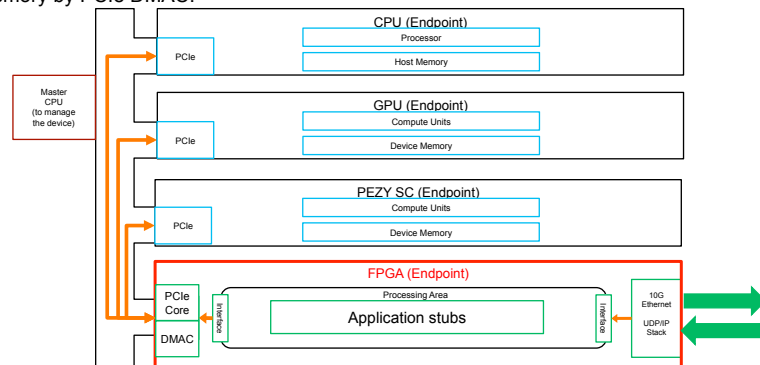 emory by PCIe DMAC.
CPU (Endpoint)
Processor
PCIe
Host Memory
Master
CPU
(to manage
the device)
GPU (Endpoint)
Compute Units
PCIe
Device Memory
PEZY SC (Endpoint)
Compute Units
PCIe
Device Memory
FPGA (Endpoint)
PCIe
Core
DMAC
Interface
Processing Area
Application stubs
Interface
10G
Ethernet
UDP/IP
Stack